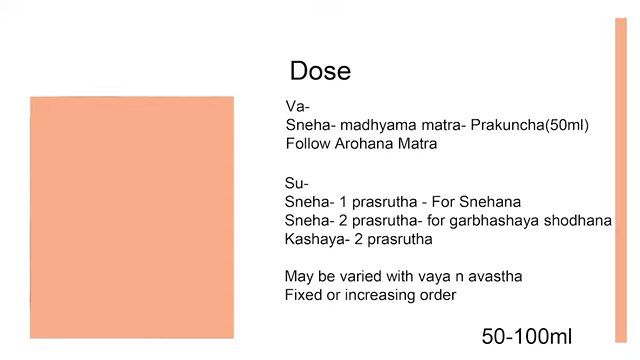 Dose
Va-
Sneha- madhyama matra- Prakuncha(50ml)
Follow Arohana Matra
Su-
Sneha- 1 prasrutha - For Snehana
Sneha- 2 prasrutha- for garbhashaya shodhana
Kashaya- 2 prasrutha
May be varied with vaya n avastha
Fixed or increasing order
50-100ml